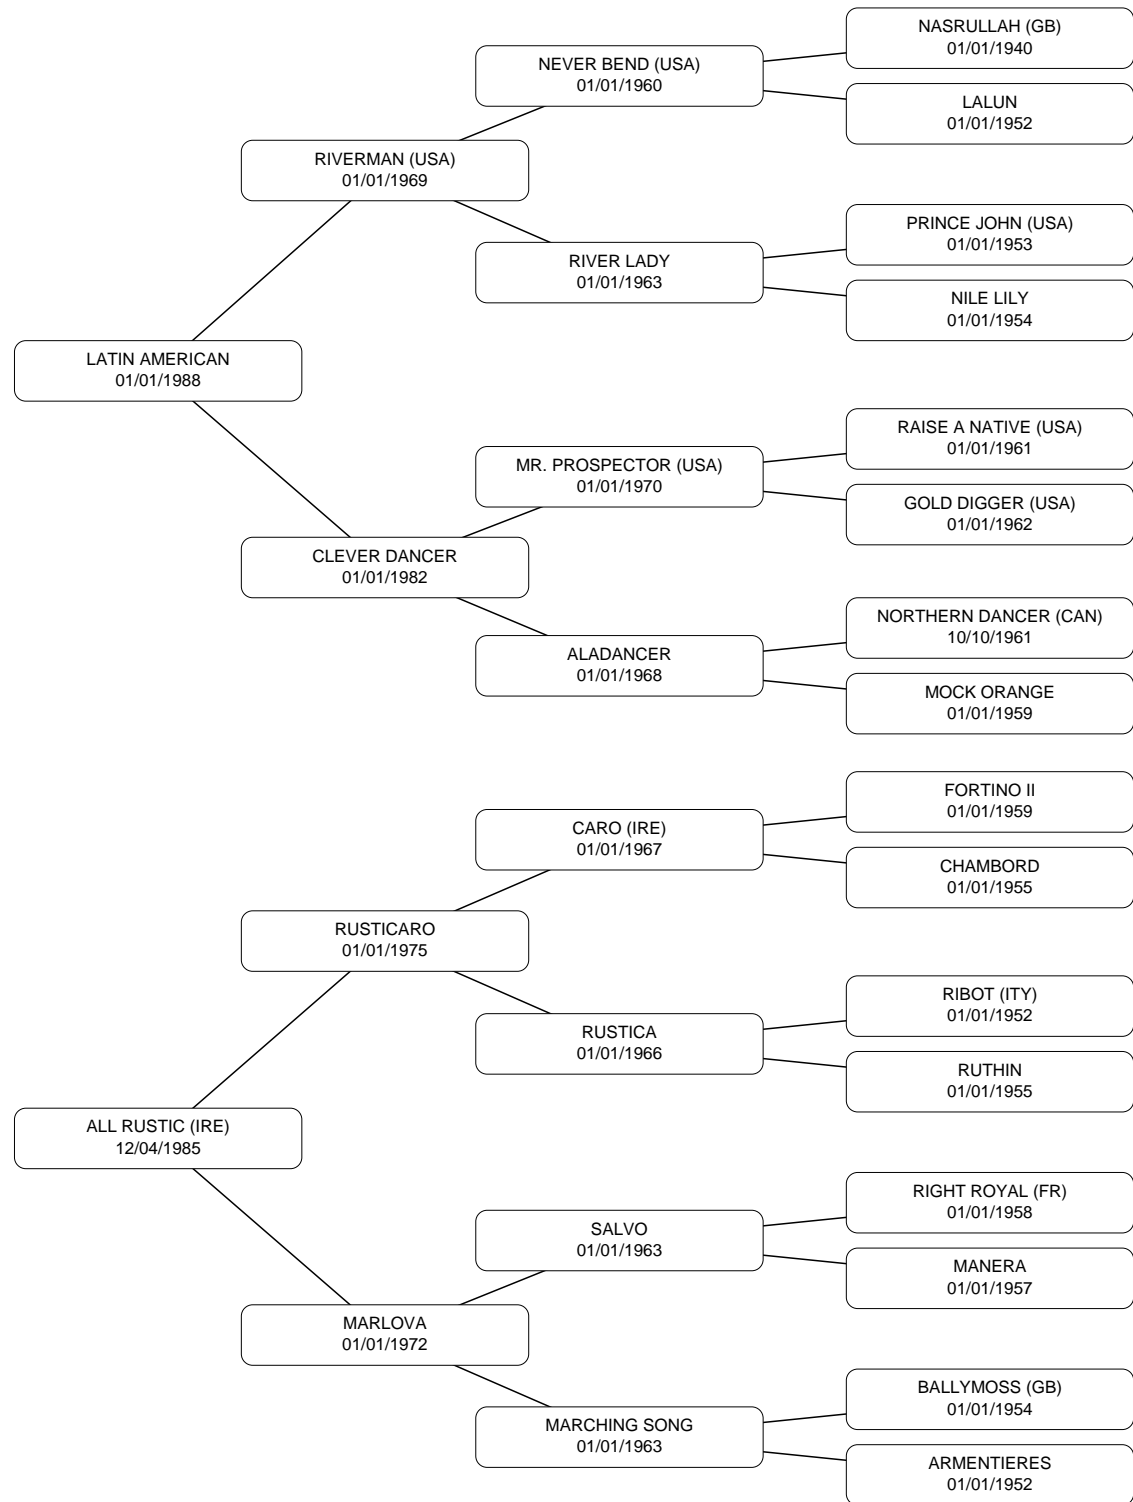 NASRULLAH (GB)
01/01/1940
NEVER BEND (USA)
01/01/1960
LALUN
01/01/1952
RIVERMAN (USA)
01/01/1969
PRINCE JOHN (USA)
01/01/1953
RIVER LADY
01/01/1963
NILE LILY
01/01/1954
LATIN AMERICAN
01/01/1988
RAISE A NATIVE (USA)
01/01/1961
MR. PROSPECTOR (USA)
01/01/1970
GOLD DIGGER (USA)
01/01/1962
CLEVER DANCER
01/01/1982
NORTHERN DANCER (CAN)
10/10/1961
ALADANCER
01/01/1968
MOCK ORANGE
01/01/1959
FORTINO II
01/01/1959
CARO (IRE)
01/01/1967
CHAMBORD
01/01/1955
RUSTICARO
01/01/1975
RIBOT (ITY)
01/01/1952
RUSTICA
01/01/1966
RUTHIN
01/01/1955
ALL RUSTIC (IRE)
12/04/1985
RIGHT ROYAL (FR)
01/01/1958
SALVO
01/01/1963
MANERA
01/01/1957
MARLOVA
01/01/1972
BALLYMOSS (GB)
01/01/1954
MARCHING SONG
01/01/1963
ARMENTIERES
01/01/1952